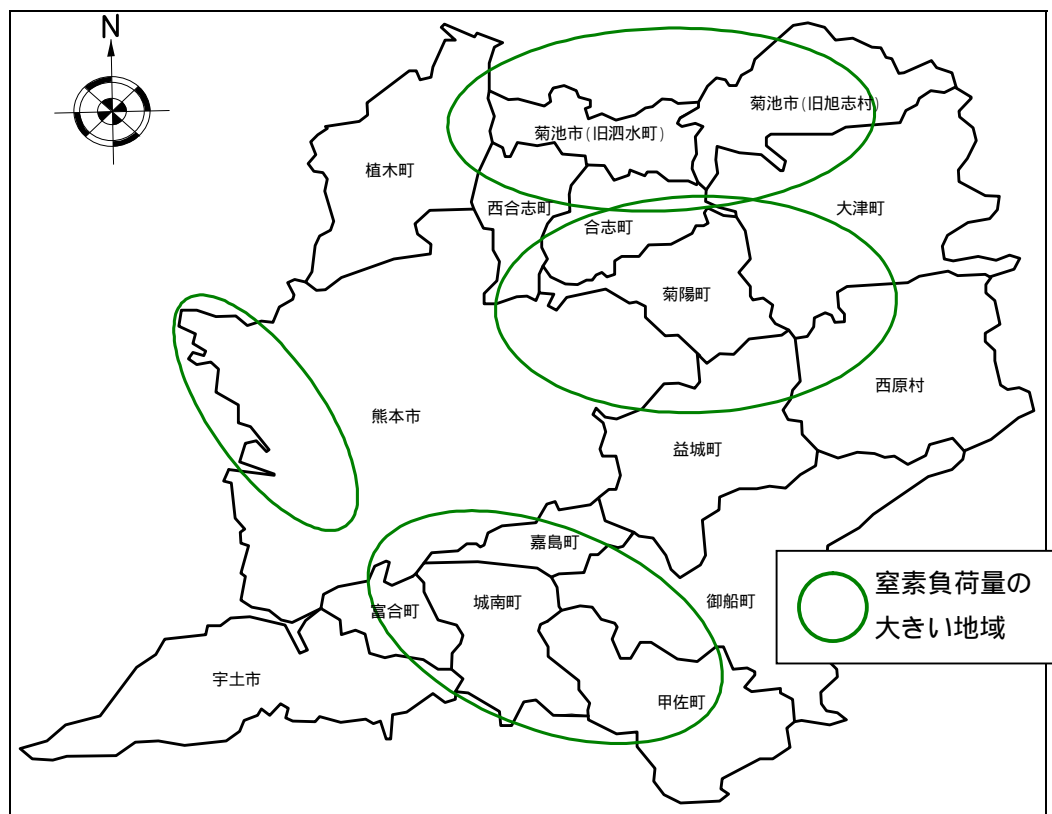 N
菊池市(旧旭志村)
菊池市(旧泗水町)
植木町
西合志町
合志町
大津町
菊陽町
西原村
熊本市
益城町
嘉島町
御船町
富合町
城南町
宇土市
甲佐町
窒素負荷量の
大きい地域